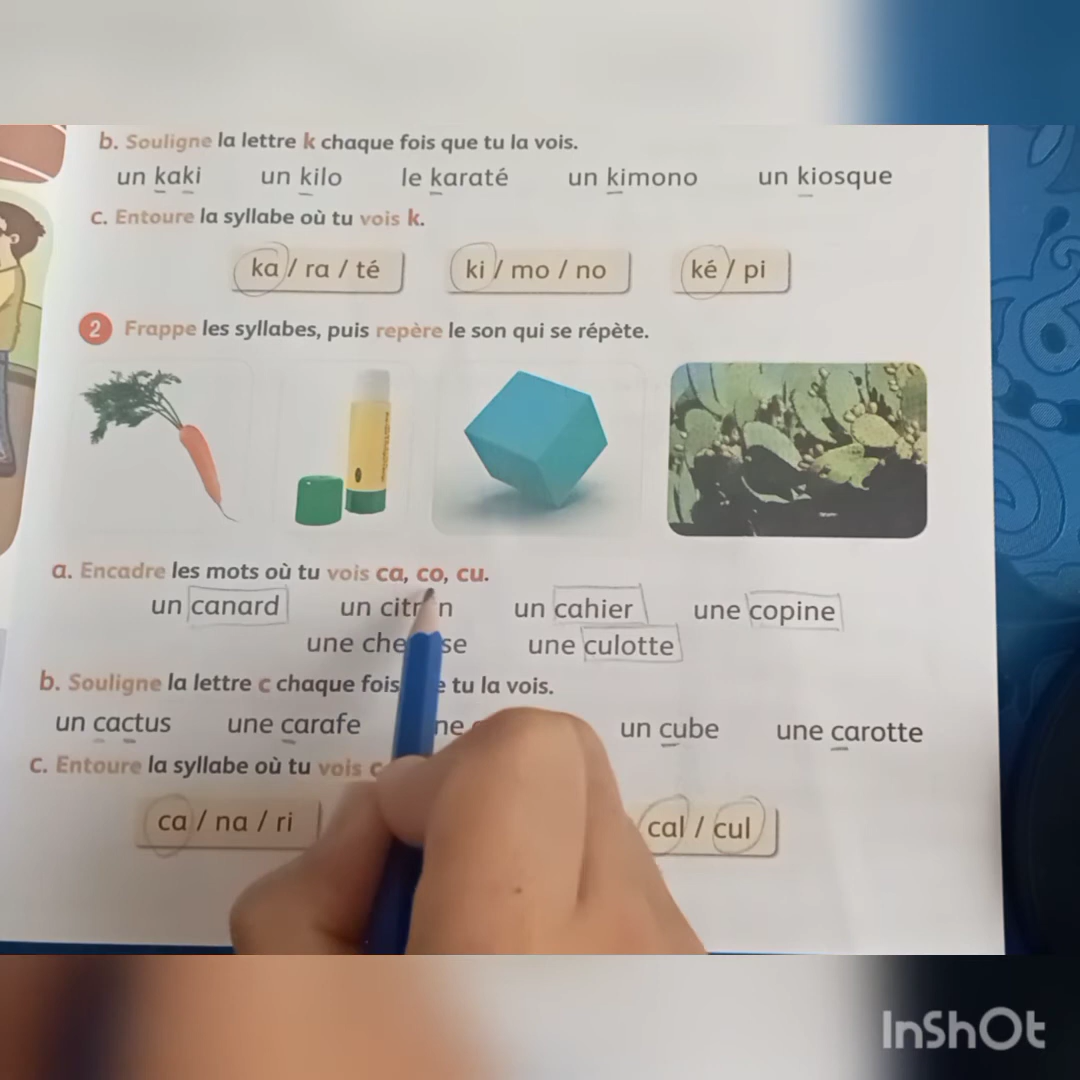 b. Souligne la lettre k chaque fois que tu la vois.
un kaki un kilo le karaté un kimono un kiosque
c. Entoure la syllabe où tu vois k.
ka / ra / té ki / mo / no ké / pi
2 Frappe les syllabes, puis repère le son qui se répète.
a. Encadre les mots où tu vois ca, co, cu.
un canard un cahier une copine
une culotte
b. Souligne la lettre c chaque fois tu la vois.
un cactus une carafe un cube une carotte
c. Entoure la syllabe où tu vois c
ca / na / ri cal / cul
InShOt